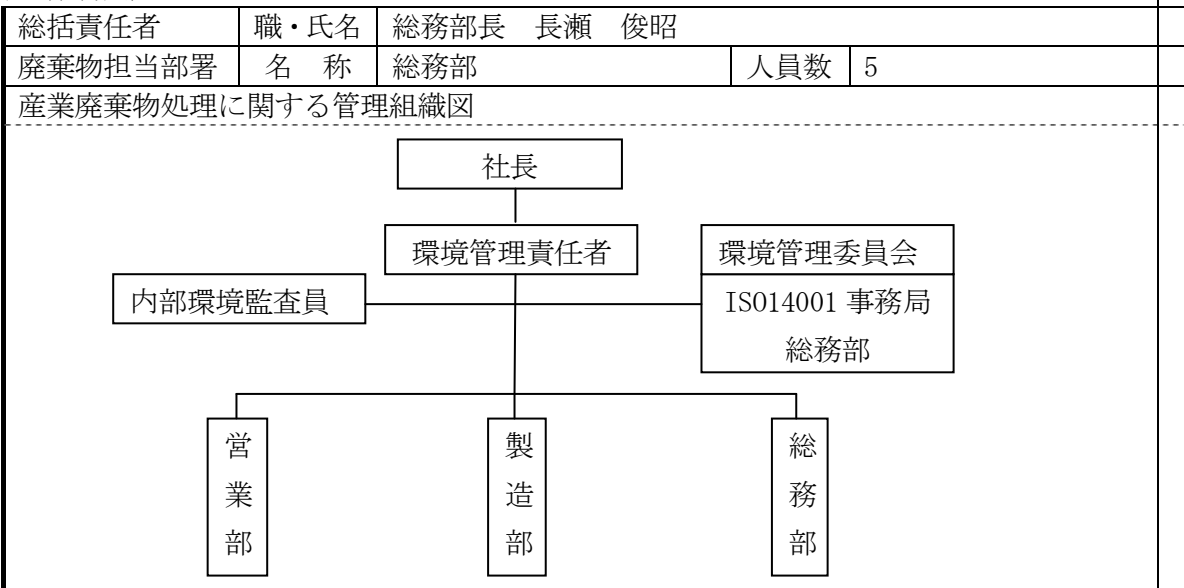 総括責任者 職・氏名 総務部長 長瀬 俊昭
廃棄物担当部署 名 称 総務部 人員数 5
産業廃棄物処理に関する管理組織図
社長
環境管理責任者
環境管理委員会
内部環境監査員
ISO14001 事務局
総務部
営業部
製造部
総務部